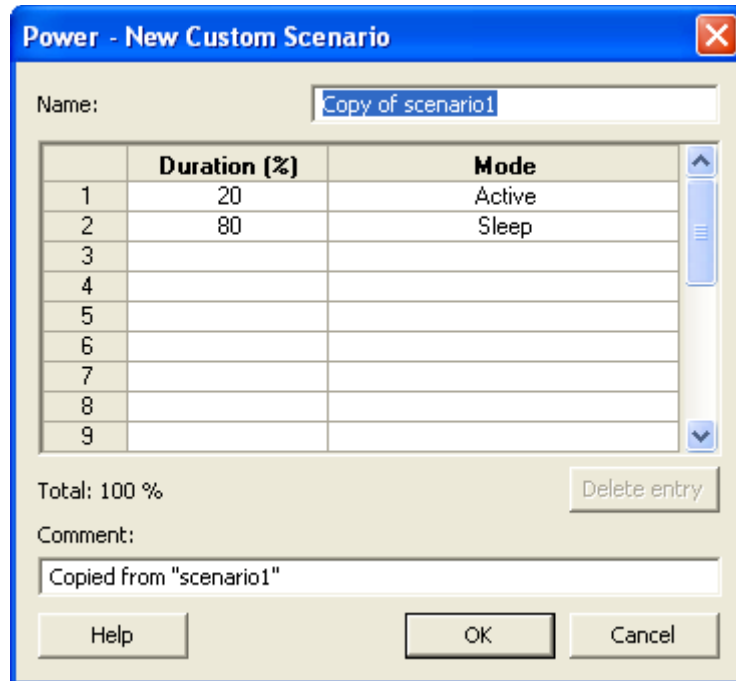 Power - New Custom Scenario
Name: Copy of scenario1
Duration (%) Mode
1 20 Active
2 80 Sleep
3
4
5
6
7
8
9
Total: 100 % Delete entry
Comment:
Copied from "scenario1"
Help OK Cancel